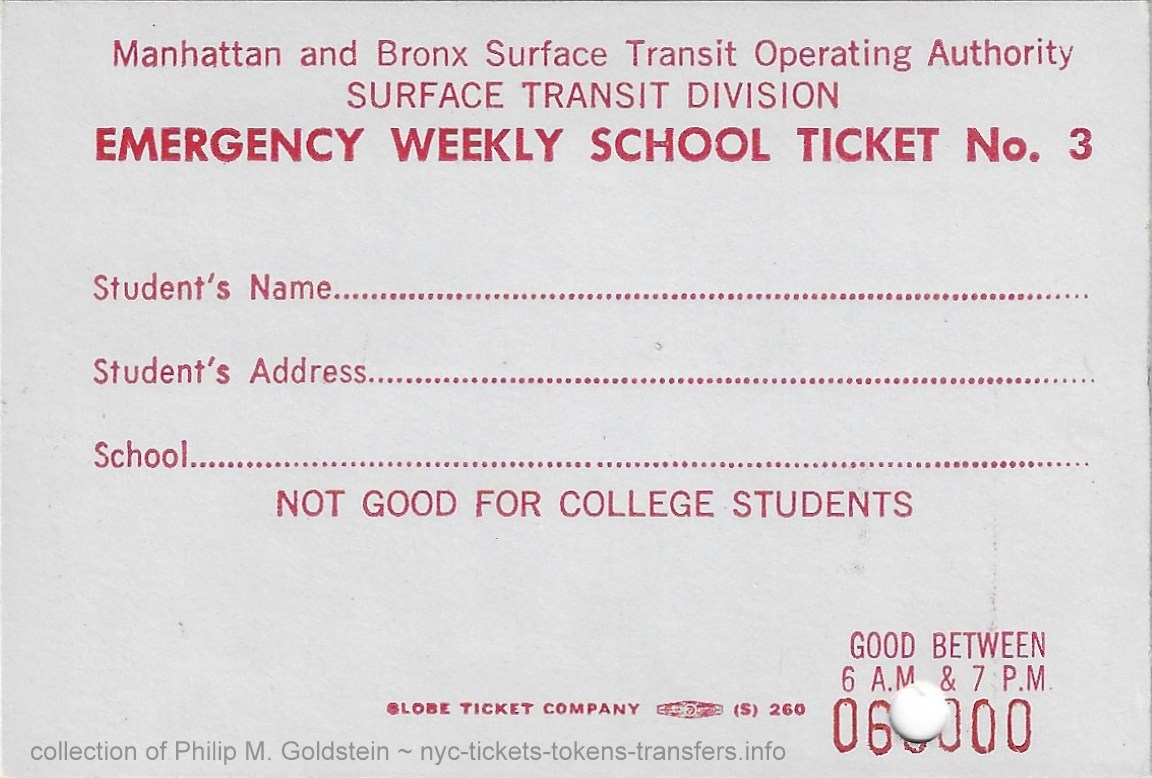 Manhattan and Bronx Surface Transit Operating Authority
SURFACE TRANSIT DIVISION
EMERGENCY WEEKLY SCHOOL TICKET No. 3
Student's Name
Student's Address
School
NOT GOOD FOR COLLEGE STUDENTS
GOOD BETWEEN
6 A.M. & 7 P.M.
GLOBE TICKET COMPANY (S) 260
collection of Philip M. Goldstein ~ nyc-tickets-tokens-transfers.info